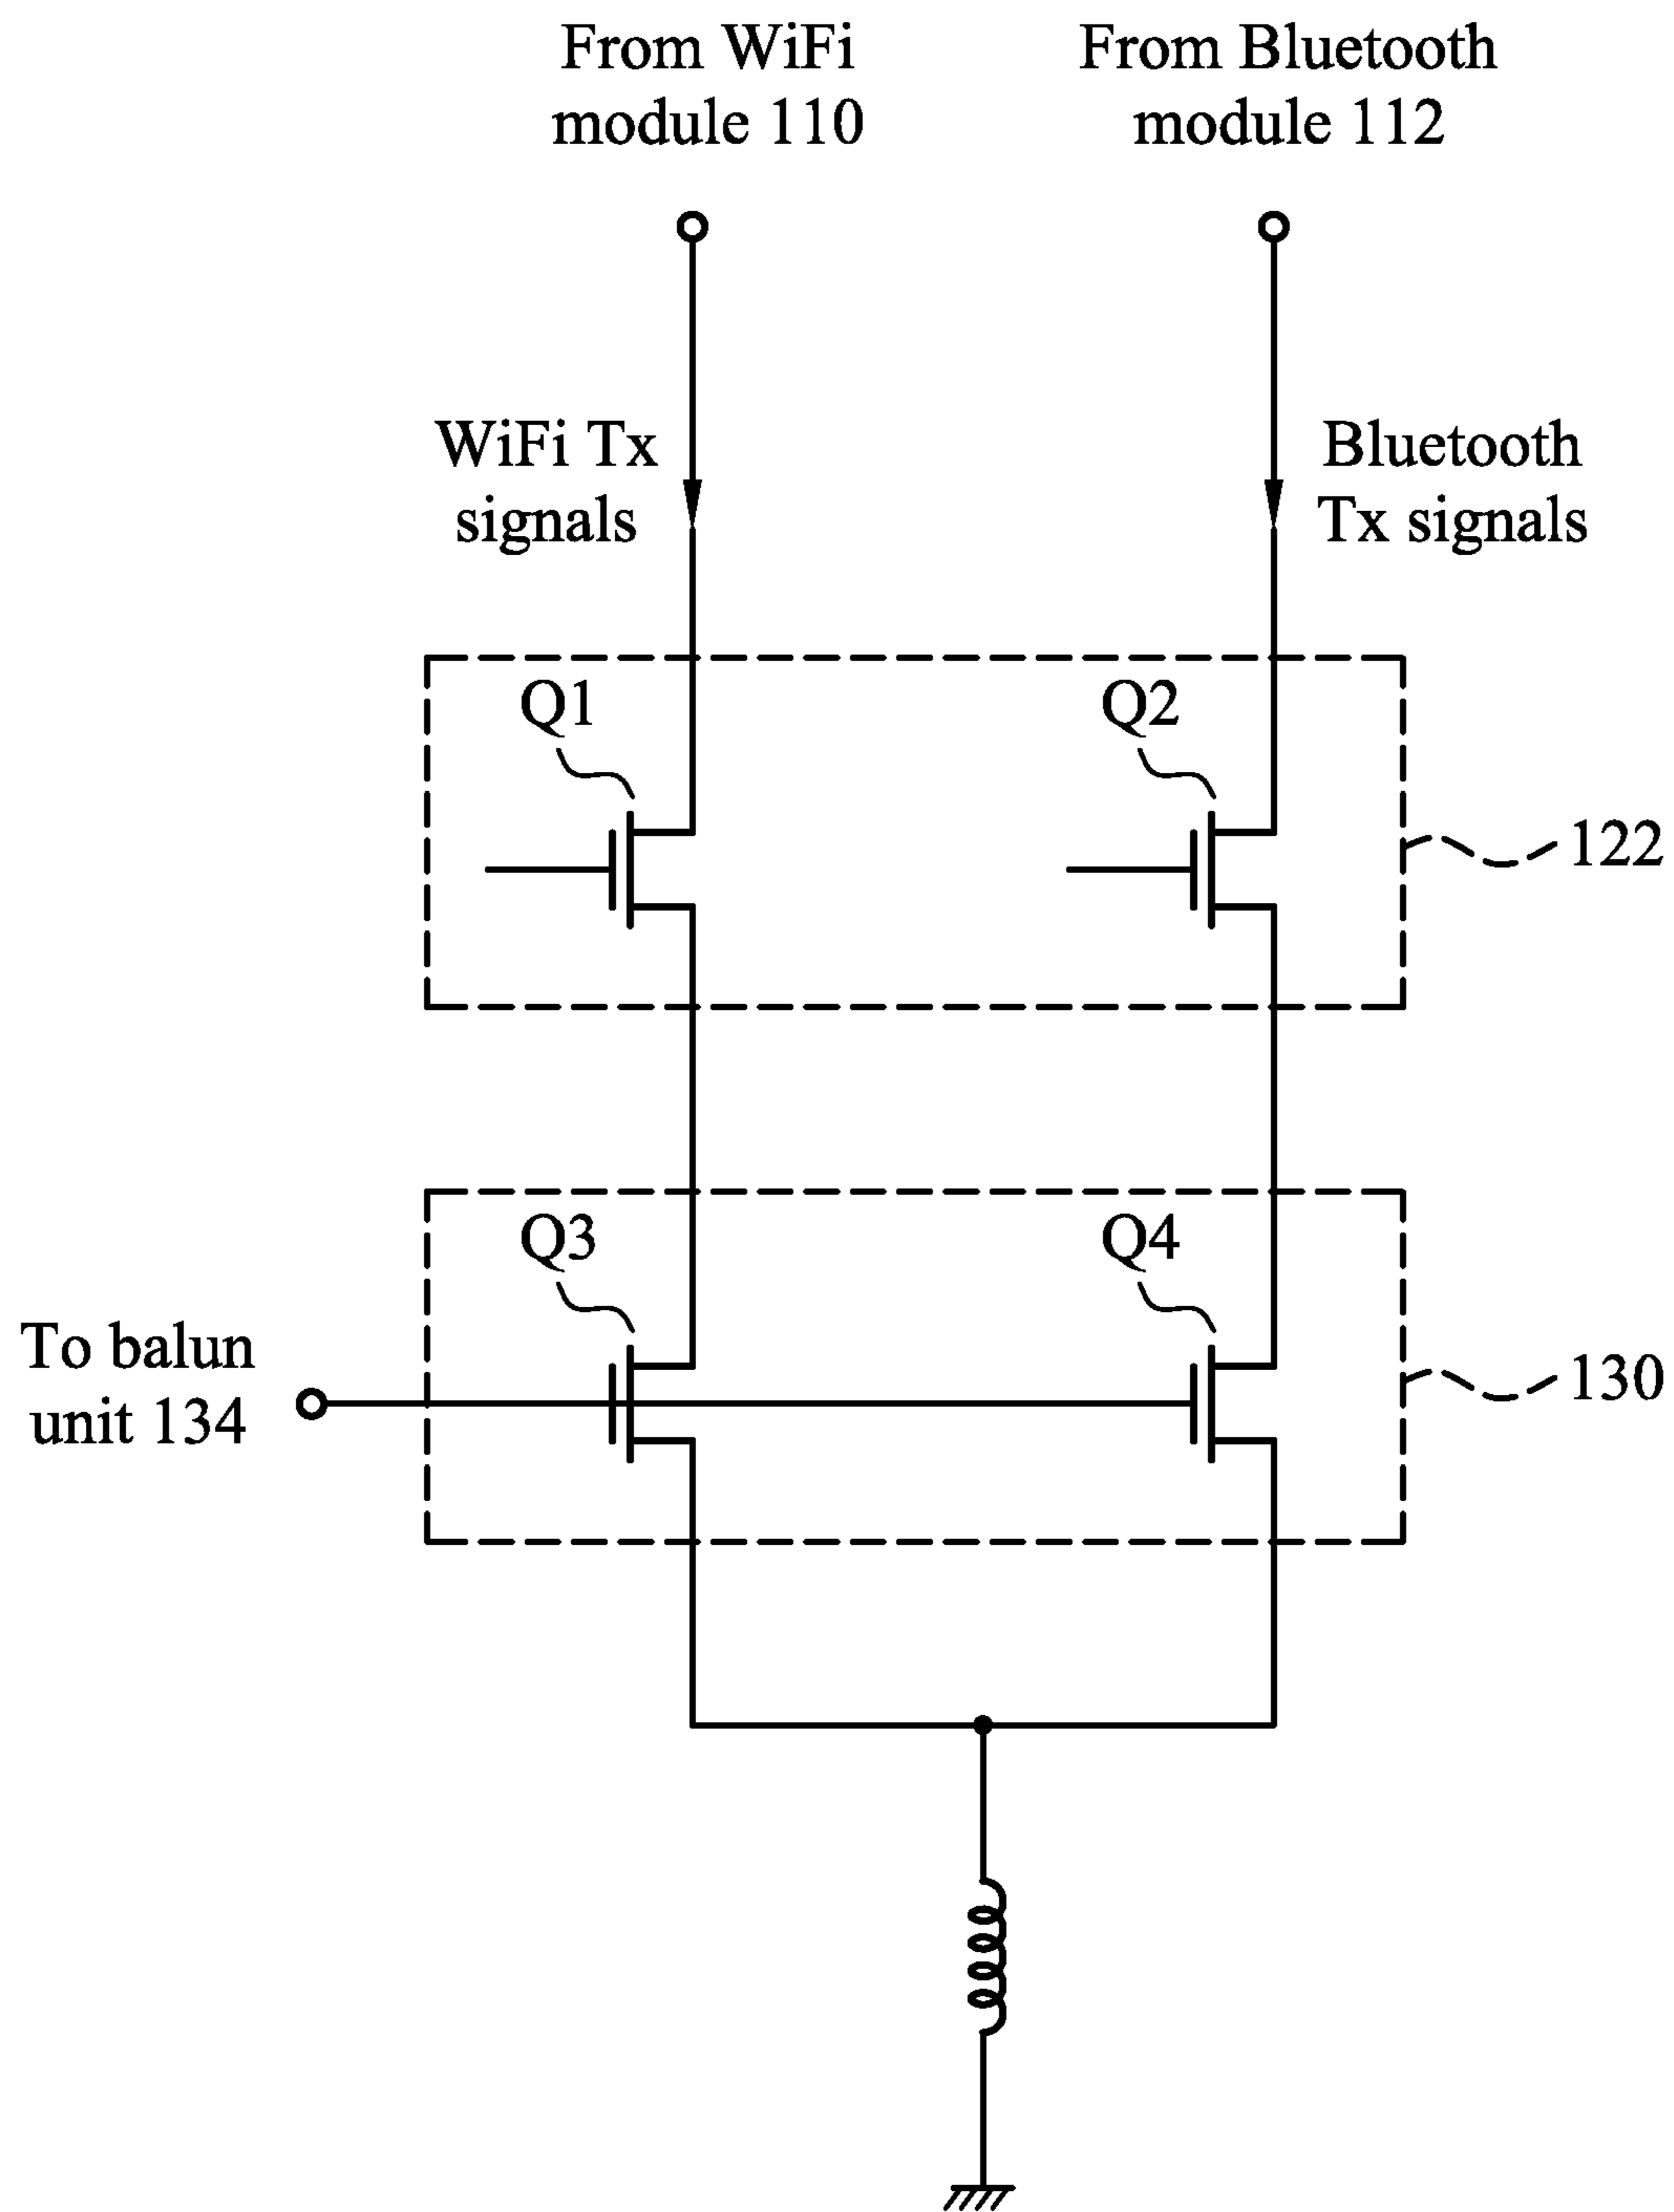 From WiFi
module 110
From Bluetooth
module 112
WiFi Tx
signals
Bluetooth
Tx signals
Q1
Q2
122
Q3
Q4
To balun
unit 134
130